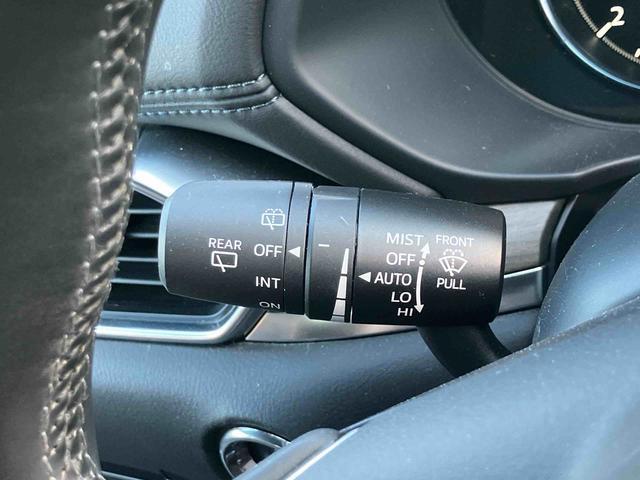 REAR
OFF
INT
ON
MIST
OFF
AUTO
LO
HI
FRONT
PULL
2